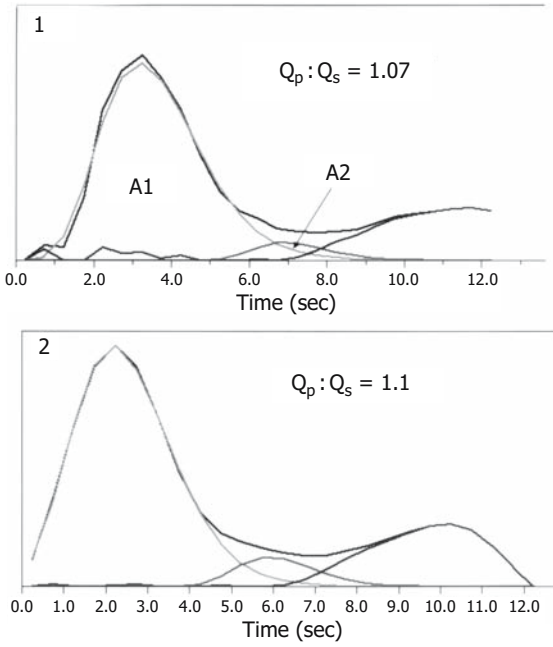 1
Qp : Qs = 1.07
A1
A2
0.0 2.0 4.0 6.0 8.0 10.0 12.0
Time (sec)
2
Qp : Qs = 1.1
0.0 1.0 2.0 3.0 4.0 5.0 6.0 7.0 8.0 9.0 10.0 11.0 12.0
Time (sec)